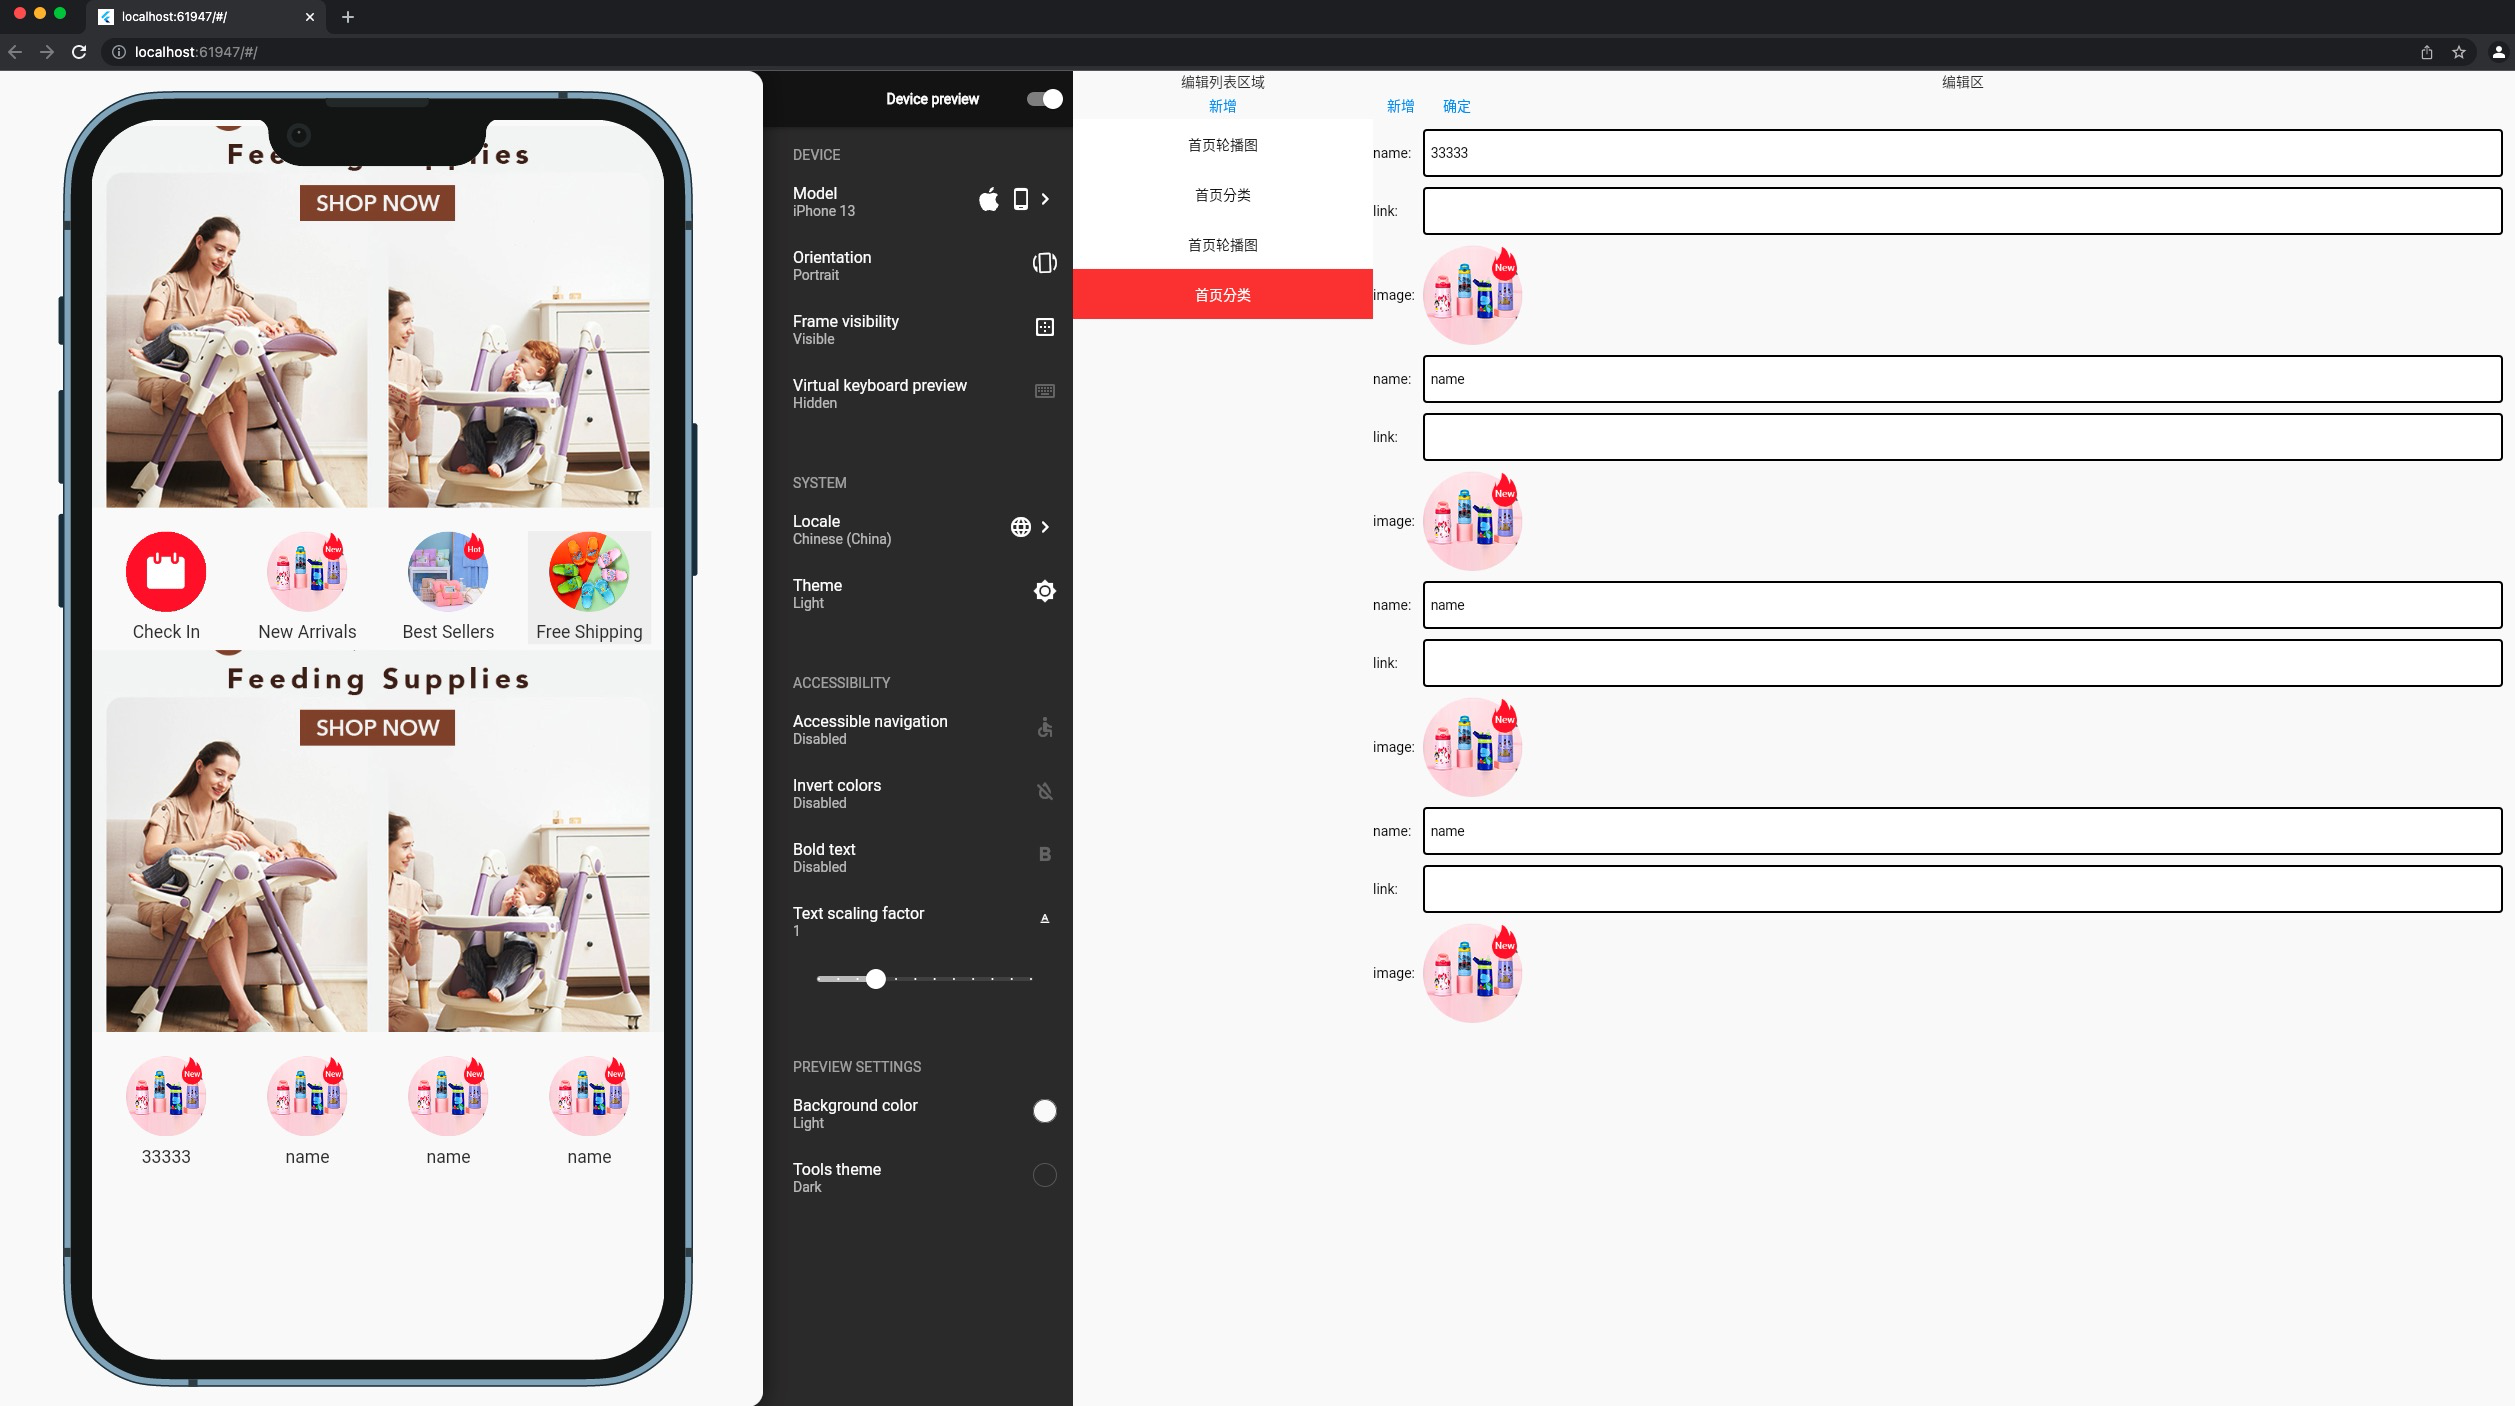 localhost:61947/#/
localhost:61947/#/
Feeding Supplies
SHOP NOW
Check In
New
New Arrivals
Hot
Best Sellers
Free Shipping
Feeding Supplies
SHOP NOW
New
New
New
New
33333
name
name
name
Device preview
DEVICE
Model
iPhone 13
Orientation
Portrait
Frame visibility
Visible
Virtual keyboard preview
Hidden
SYSTEM
Locale
Chinese (China)
Theme
Light
ACCESSIBILITY
Accessible navigation
Disabled
Invert colors
Disabled
Bold text
Disabled
B
Text scaling factor
1
A
PREVIEW SETTINGS
Background color
Light
Tools theme
Dark
编辑列表区域
新增
首页轮播图
首页分类
首页轮播图
首页分类
编辑区
新增 确定
name: 33333
link:
image: New
name: name
link:
image: New
name: name
link:
image: New
name: name
link:
image: New